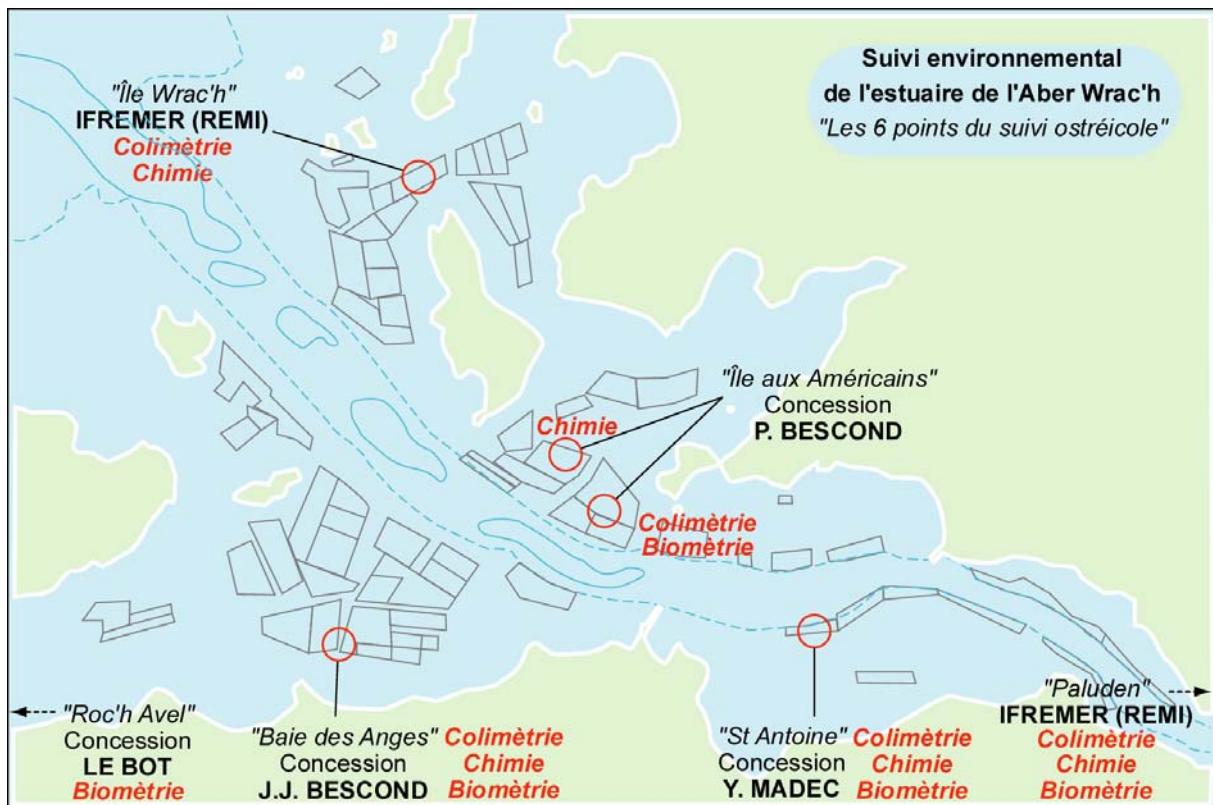 Suivi environnemental
de l'estuaire de l'Aber Wrac'h
"Les 6 points du suivi ostréicole"
"Île Wrac'h"
IFREMER (REMI)
Colimètrie
Chimie
"Île aux Américains"
Concession
P. BESCOND
Chimie
Colimètrie
Biomètrie
"Roc'h Avel"
Concession
LE BOT
Biomètrie
"Baie des Anges"
Concession
J.J. BESCOND
Colimètrie
Chimie
Biomètrie
"St Antoine"
Concession
Y. MADEC
Colimètrie
Chimie
Biomètrie
"Paluden"
IFREMER (REMI)
Colimètrie
Chimie
Biomètrie